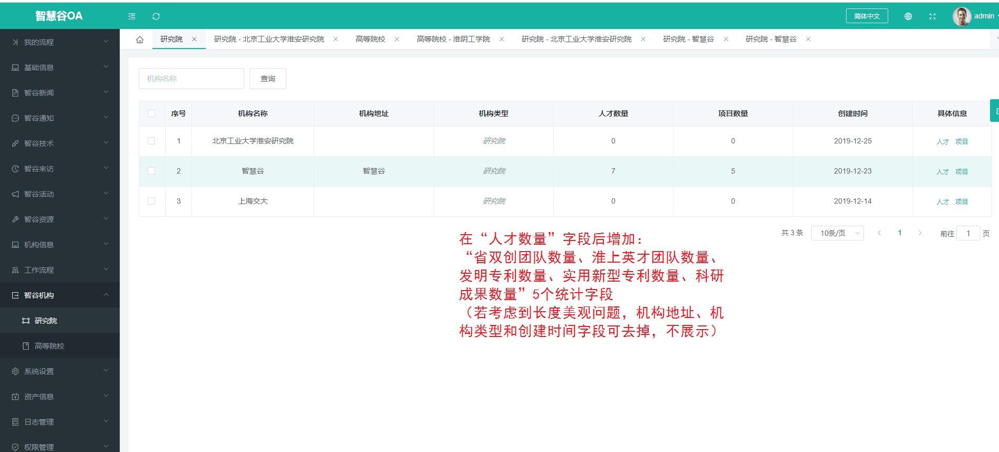 智慧谷OA
简体中文
admin
研究院
研究院 - 北京工业大学淮安研究院
高等院校
高等院校 - 淮阴工学院
研究院 - 北京工业大学淮安研究院
研究院 - 智慧谷
研究院 - 智慧谷
我的流程
基础信息
智谷新闻
智谷通知
智谷技术
智谷来访
智谷活动
智谷资源
机构信息
工作流程
智谷机构
研究院
高等院校
系统设置
资产信息
日志管理
权限管理
机构名称 查询
序号 机构名称 机构地址 机构类型 人才数量 项目数量 创建时间 具体信息
1 北京工业大学淮安研究院 研究院 0 0 2019-12-25 人才 项目
2 智慧谷 智慧谷 研究院 7 5 2019-12-23 人才 项目
3 上海交大 研究院 0 0 2019-12-14 人才 项目
共 3 条 10条/页 1 前往 1 页
在“人才数量”字段后增加：
“省双创团队数量、淮上英才团队数量、
发明专利数量、实用新型专利数量、科研
成果数量”5个统计字段
（若考虑到长度美观问题，机构地址、机
构类型和创建时间字段可去掉，不展示）